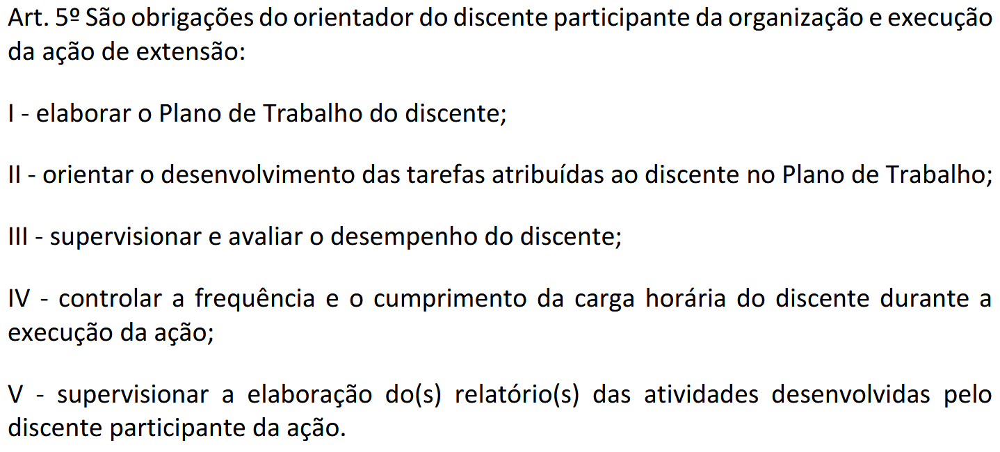 Art. 5º São obrigações do orientador do discente participante da organização e execução
da ação de extensão:
I - elaborar o Plano de Trabalho do discente;
II - orientar o desenvolvimento das tarefas atribuídas ao discente no Plano de Trabalho;
III - supervisionar e avaliar o desempenho do discente;
IV - controlar a frequência e o cumprimento da carga horária do discente durante a
execução da ação;
V - supervisionar a elaboração do(s) relatório(s) das atividades desenvolvidas pelo
discente participante da ação.